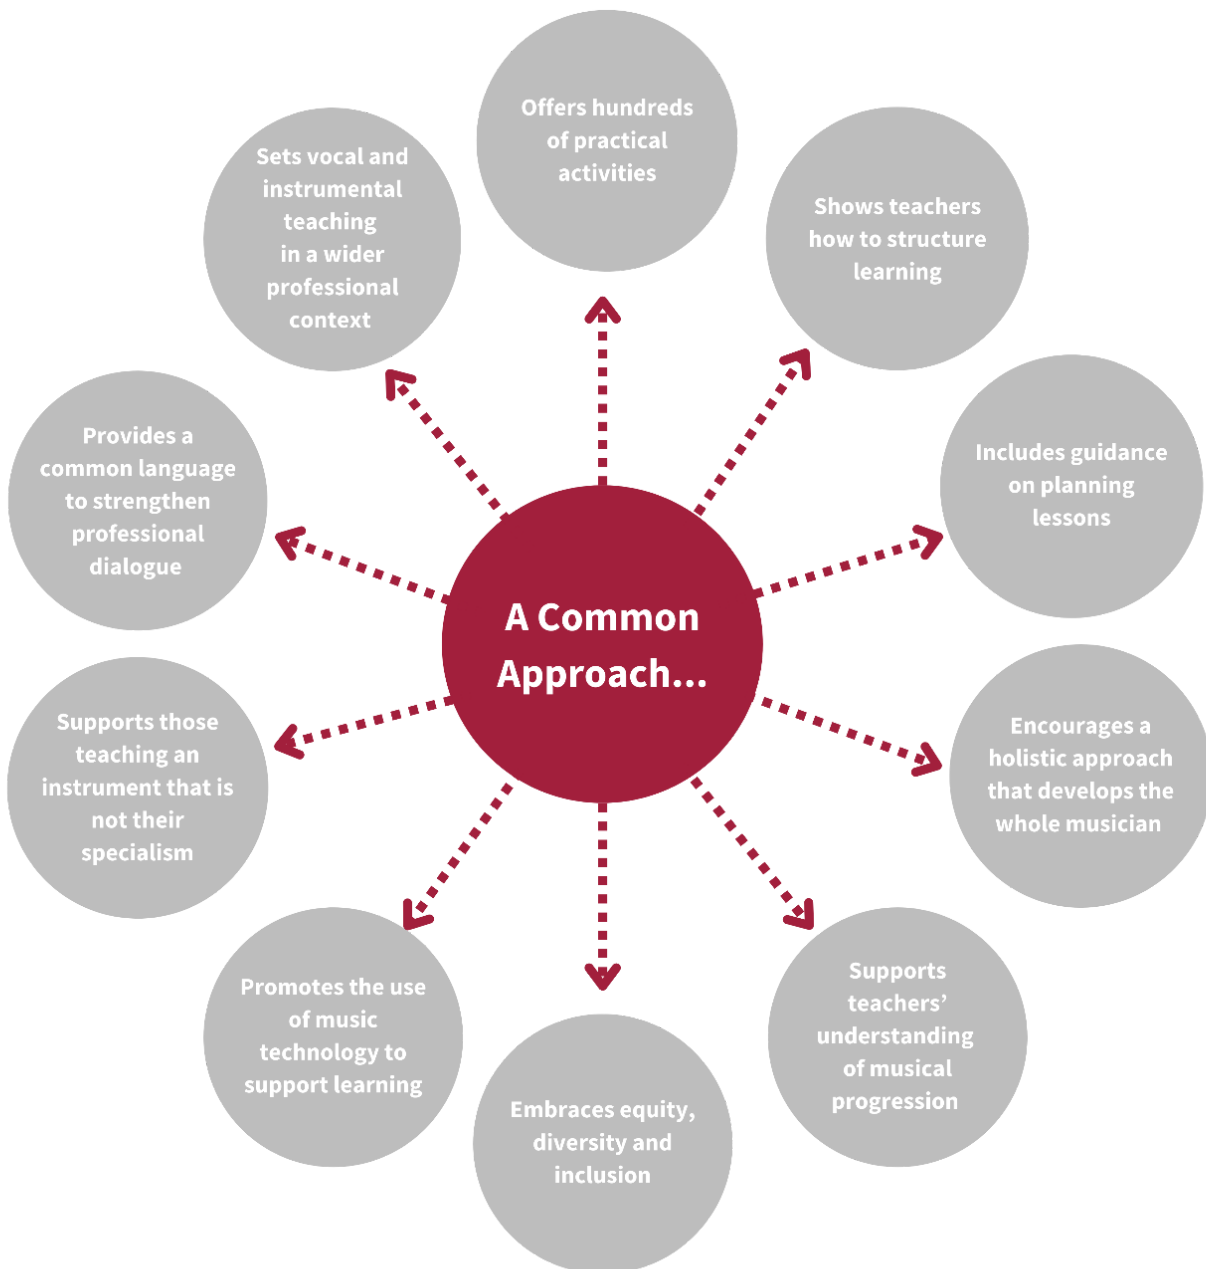 A Common
Approach...
Offers hundreds
of practical
activities
Shows teachers
how to structure
learning
Includes guidance
on planning
lessons
Encourages a
holistic approach
that develops the
whole musician
Supports
teachers’
understanding
of musical
progression
Embraces equity,
diversity and
inclusion
Promotes the use
of music
technology to
support learning
Supports those
teaching an
instrument that is
not their
specialism
Provides a
common language
to strengthen
professional
dialogue
Sets vocal and
instrumental
teaching
in a wider
professional
context